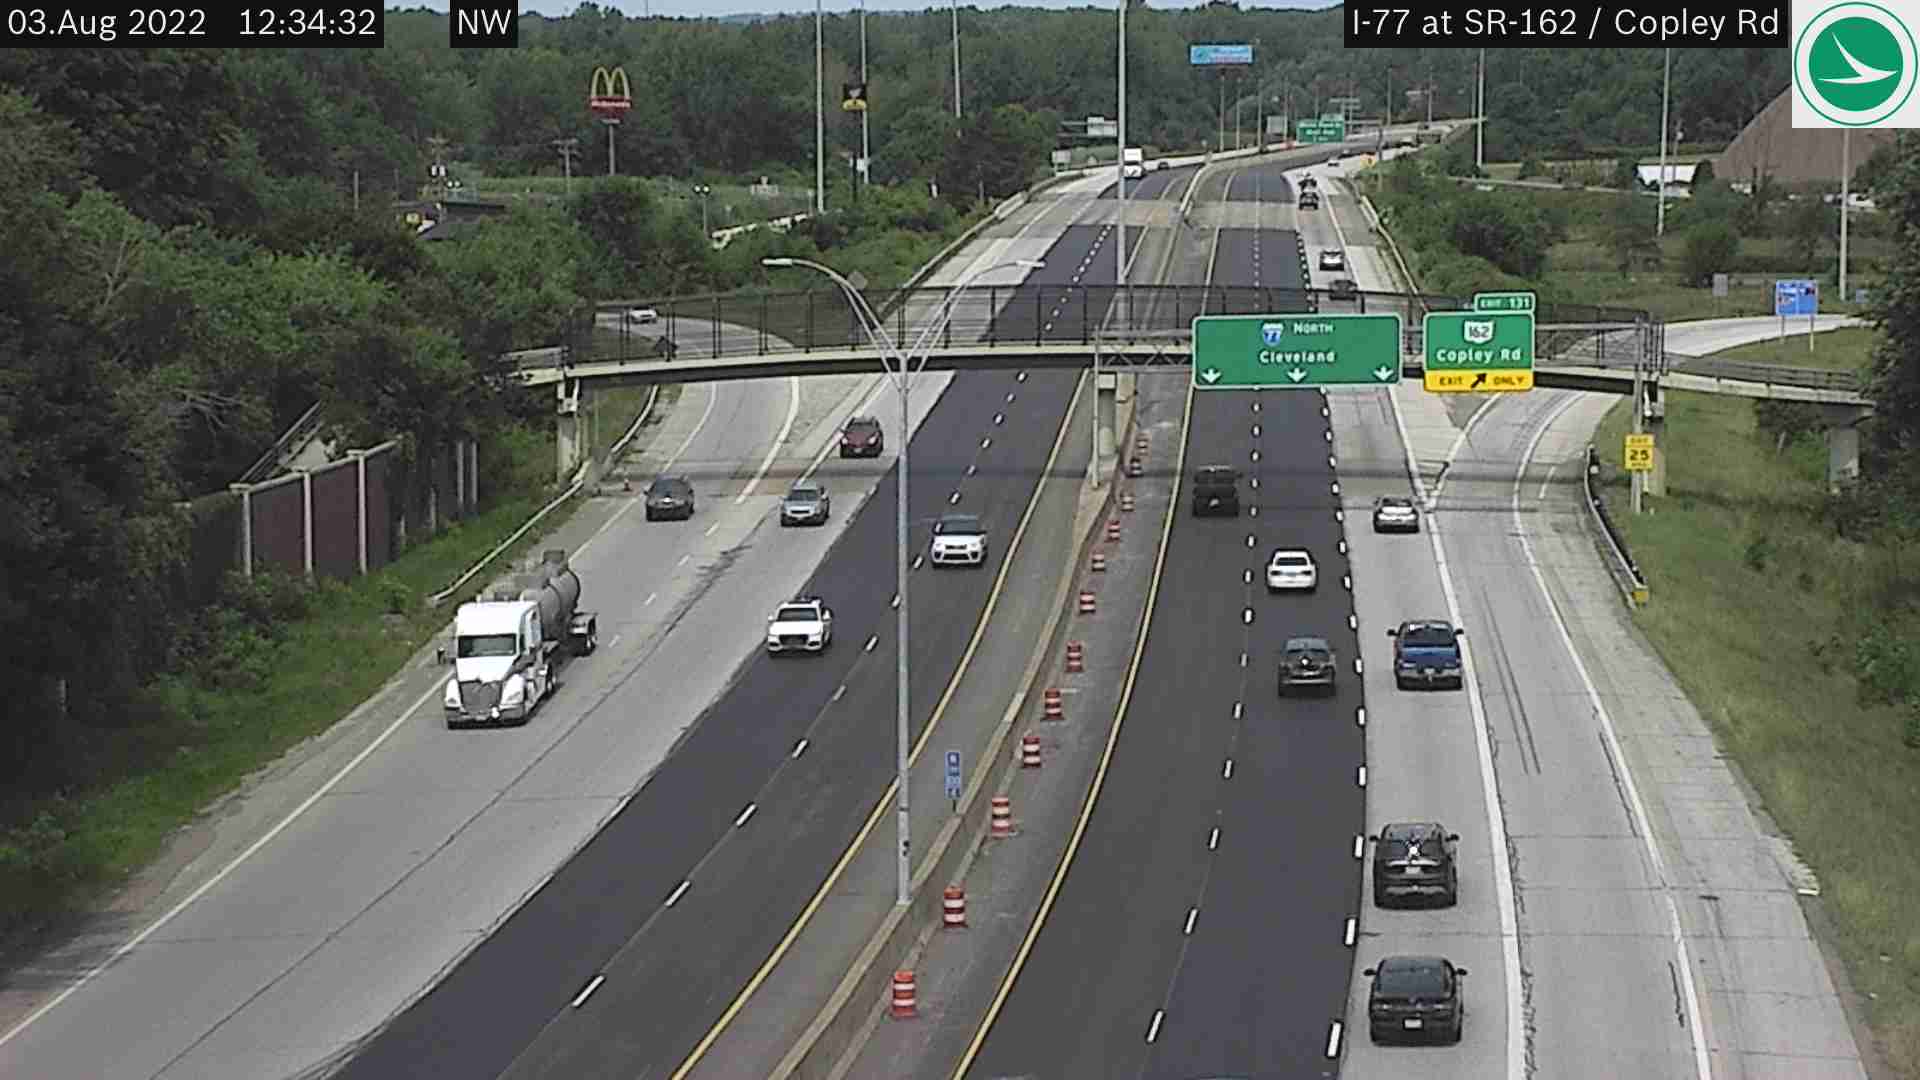 03.Aug 2022 12:34:32
NW
I-77 at SR-162 / Copley Rd
McDonald's
EXIT 131
77 NORTH
Cleveland
162
Copley Rd
EXIT ONLY
EXIT
25